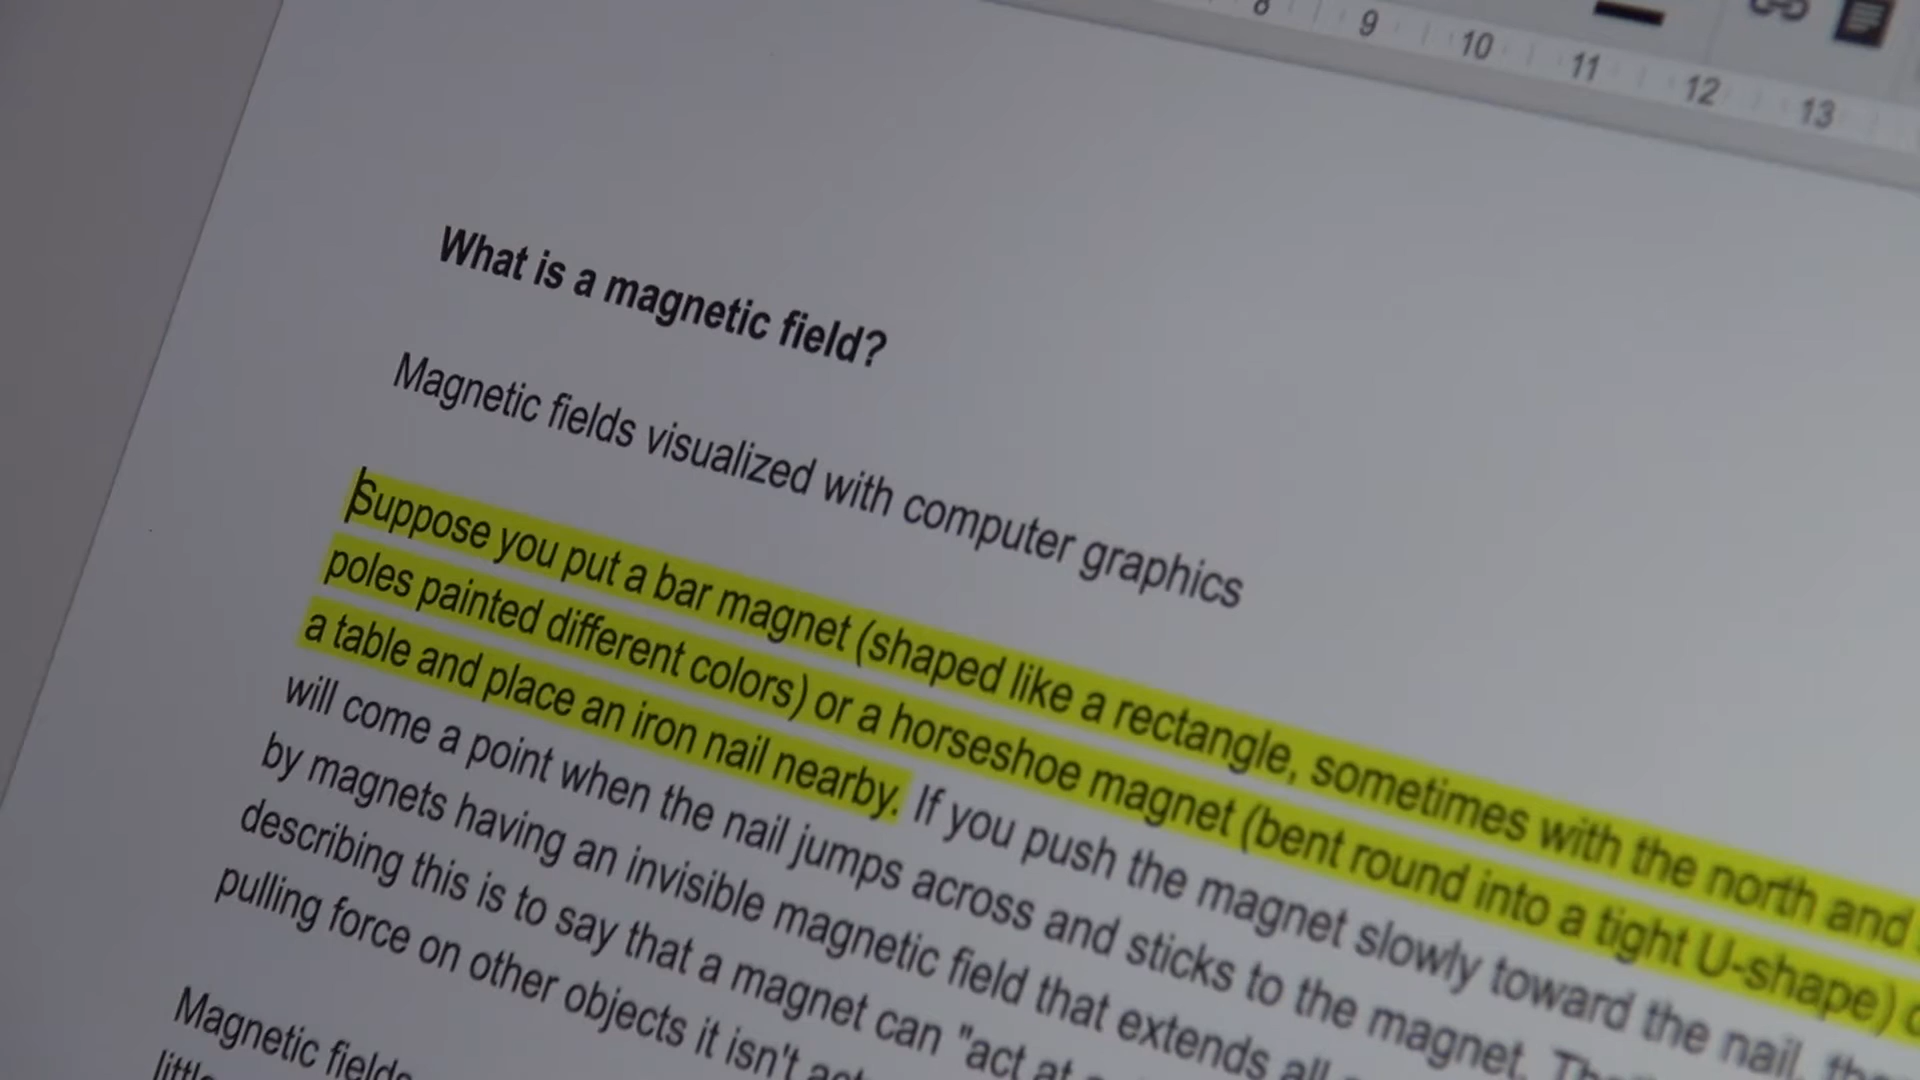 8 9 10 11 12 13
What is a magnetic field?
Magnetic fields visualized with computer graphics
Suppose you put a bar magnet (shaped like a rectangle, sometimes with the north and
poles painted different colors) or a horseshoe magnet (bent round into a tight U-shape)
a table and place an iron nail nearby. If you push the magnet slowly toward the nail,
will come a point when the nail jumps across and sticks to the magnet.
by magnets having an invisible magnetic field that extends all
describing this is to say that a magnet can "act at
pulling force on other objects it isn't
Magnetic fields